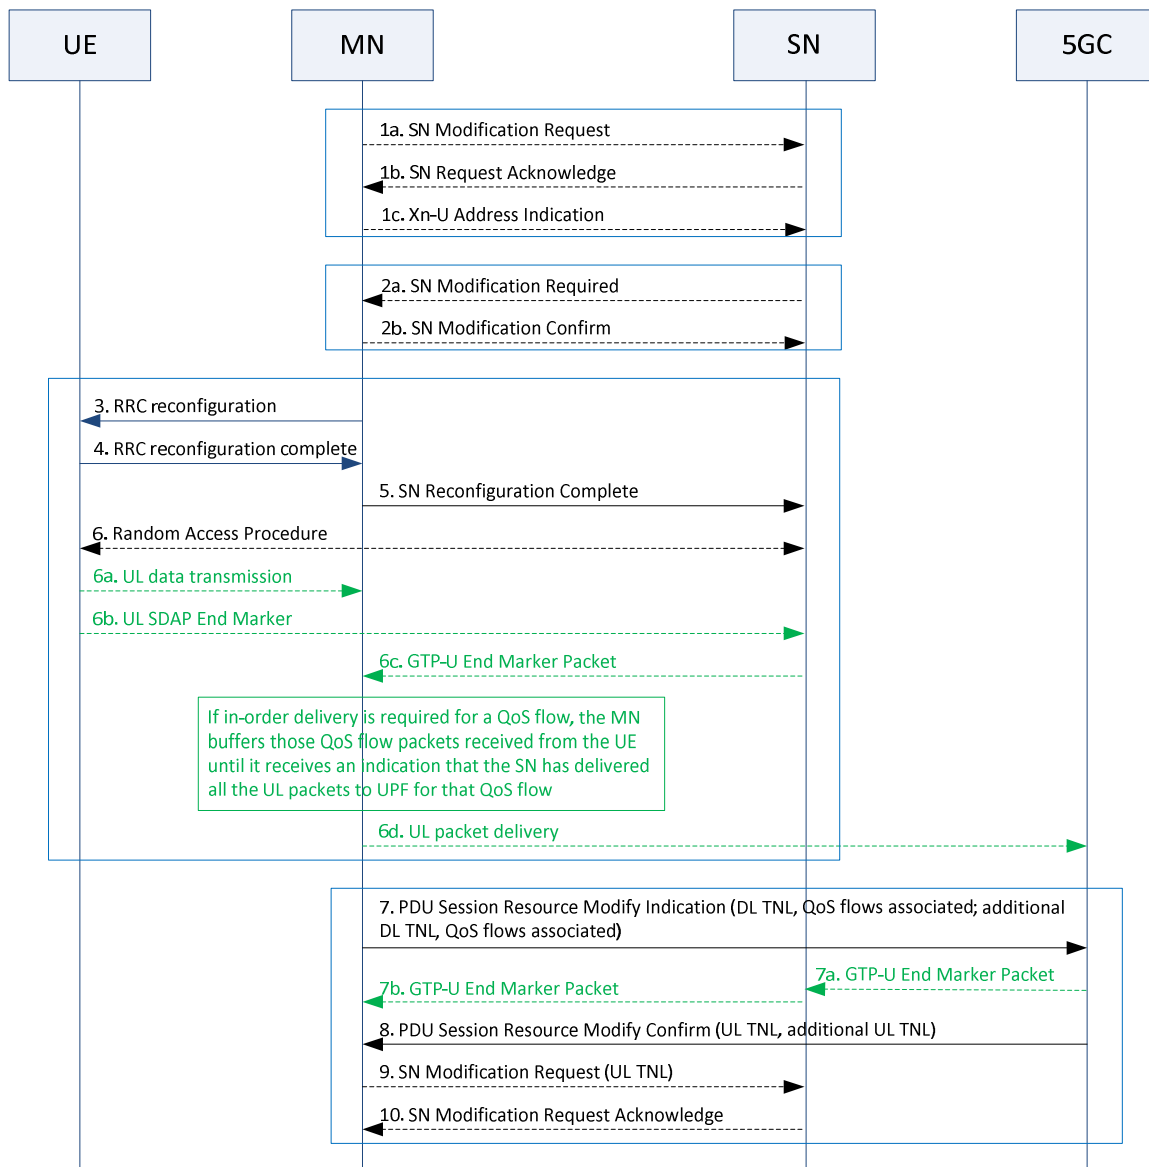 UE
MN
SN
5GC
1a. SN Modification Request
1b. SN Request Acknowledge
1c. Xn-U Address Indication
2a. SN Modification Required
2b. SN Modification Confirm
3. RRC reconfiguration
4. RRC reconfiguration complete
5. SN Reconfiguration Complete
6. Random Access Procedure
6a. UL data transmission
6b. UL SDAP End Marker
6c. GTP-U End Marker Packet
If in-order delivery is required for a QoS flow, the MN
buffers those QoS flow packets received from the UE
until it receives an indication that the SN has delivered
all the UL packets to UPF for that QoS flow
6d. UL packet delivery
7. PDU Session Resource Modify Indication (DL TNL, QoS flows associated; additional
DL TNL, QoS flows associated)
7a. GTP-U End Marker Packet
7b. GTP-U End Marker Packet
8. PDU Session Resource Modify Confirm (UL TNL, additional UL TNL)
9. SN Modification Request (UL TNL)
10. SN Modification Request Acknowledge